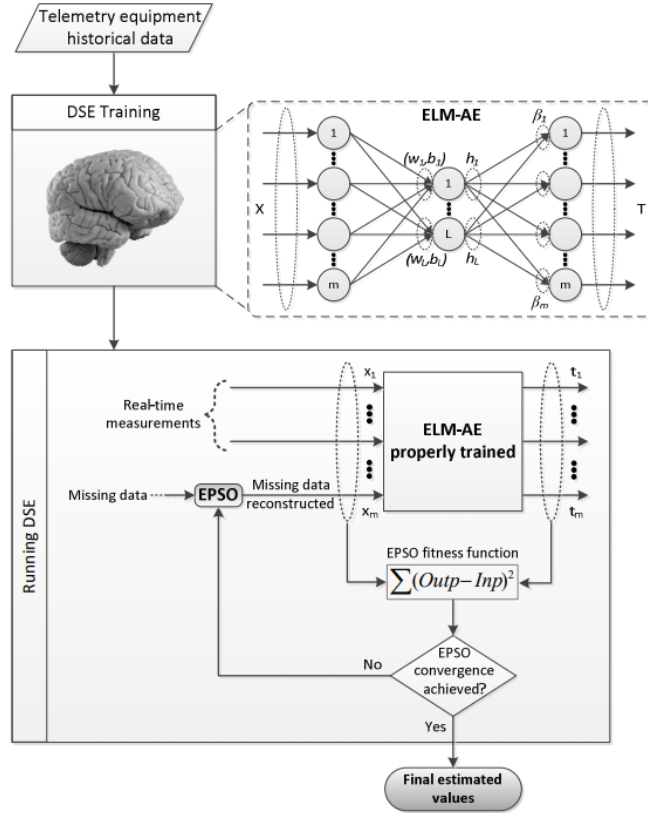 Telemetry equipment
historical data
DSE Training
ELM-AE
X
1
m
(w1,b1)
(wL,bL)
1
L
h1
hL
β1
βm
1
m
T
Running DSE
Real-time
measurements
Missing data
EPSO
Missing data
reconstructed
x1
xm
ELM-AE
properly trained
t1
tm
EPSO fitness function
∑(Outp−Inp)²
EPSO
convergence
achieved?
No
Yes
Final estimated
values